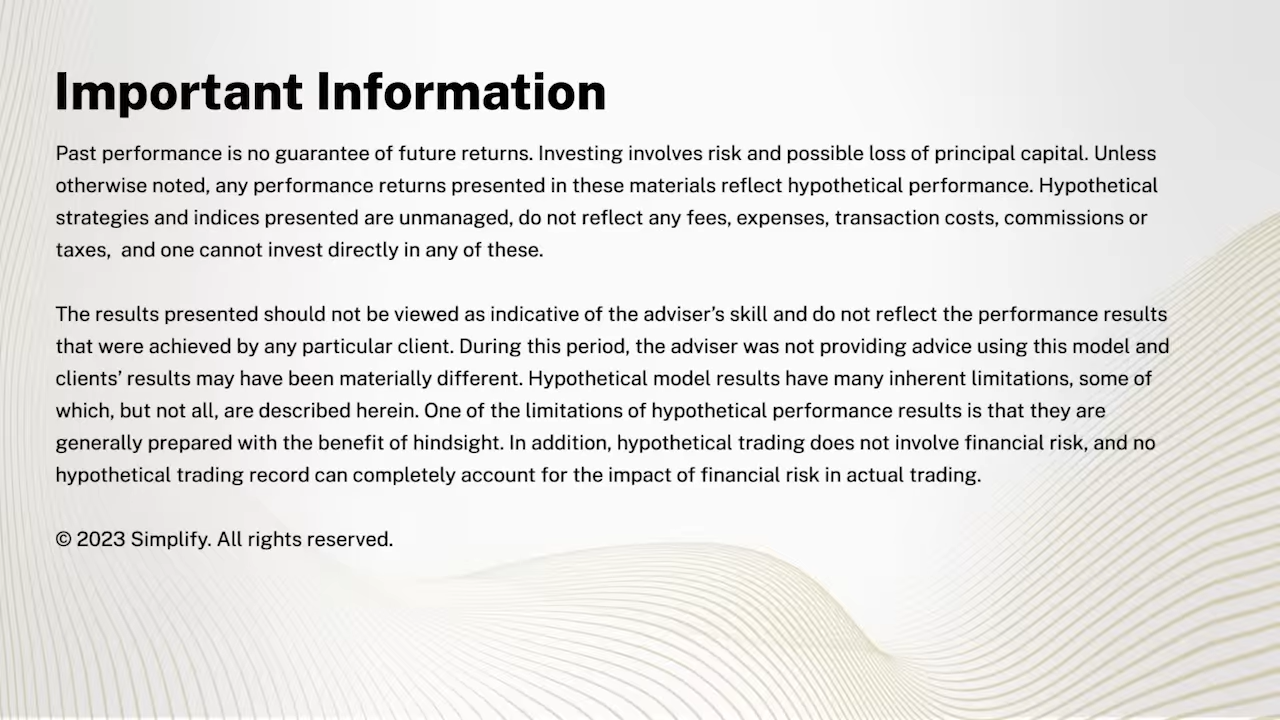 Important Information
Past performance is no guarantee of future returns. Investing involves risk and possible loss of principal capital. Unless
otherwise noted, any performance returns presented in these materials reflect hypothetical performance. Hypothetical
strategies and indices presented are unmanaged, do not reflect any fees, expenses, transaction costs, commissions or
taxes,  and one cannot invest directly in any of these.
The results presented should not be viewed as indicative of the adviser’s skill and do not reflect the performance results
that were achieved by any particular client. During this period, the adviser was not providing advice using this model and
clients’ results may have been materially different. Hypothetical model results have many inherent limitations, some of
which, but not all, are described herein. One of the limitations of hypothetical performance results is that they are
generally prepared with the benefit of hindsight. In addition, hypothetical trading does not involve financial risk, and no
hypothetical trading record can completely account for the impact of financial risk in actual trading.
© 2023 Simplify. All rights reserved.